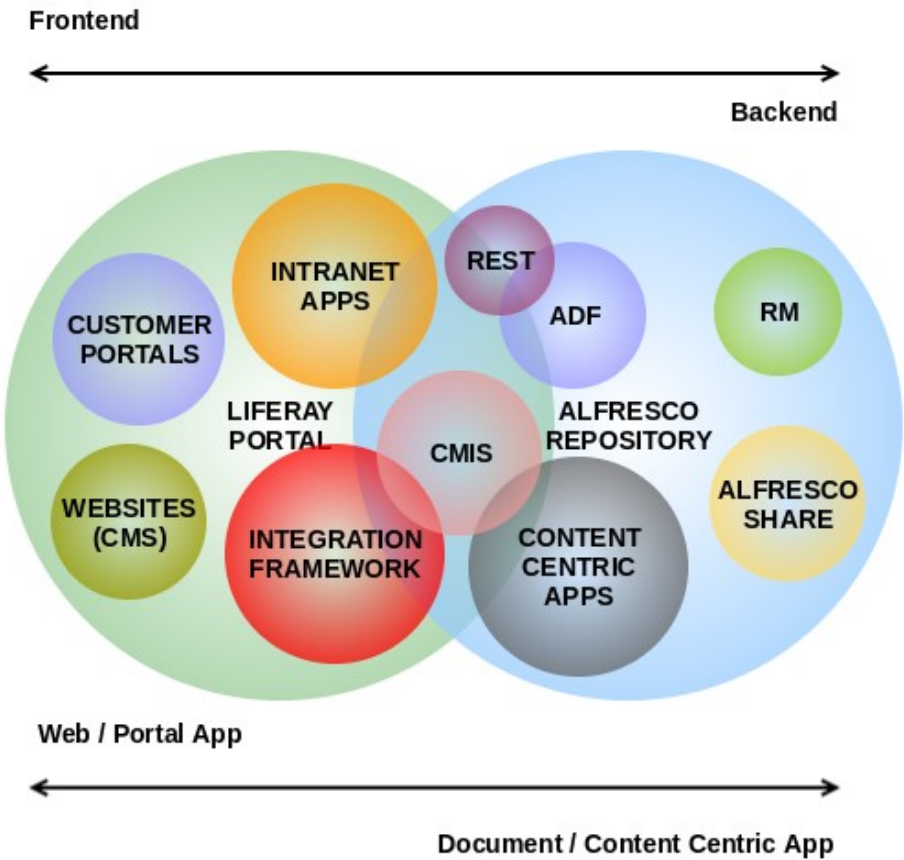 Frontend
Backend
INTRANET
APPS
REST
CUSTOMER
PORTALS
ADF
RM
LIFERAY
PORTAL
ALFRESCO
REPOSITORY
CMIS
WEBSITES
(CMS)
INTEGRATION
FRAMEWORK
CONTENT
CENTRIC
APPS
ALFRESCO
SHARE
Web / Portal App
Document / Content Centric App